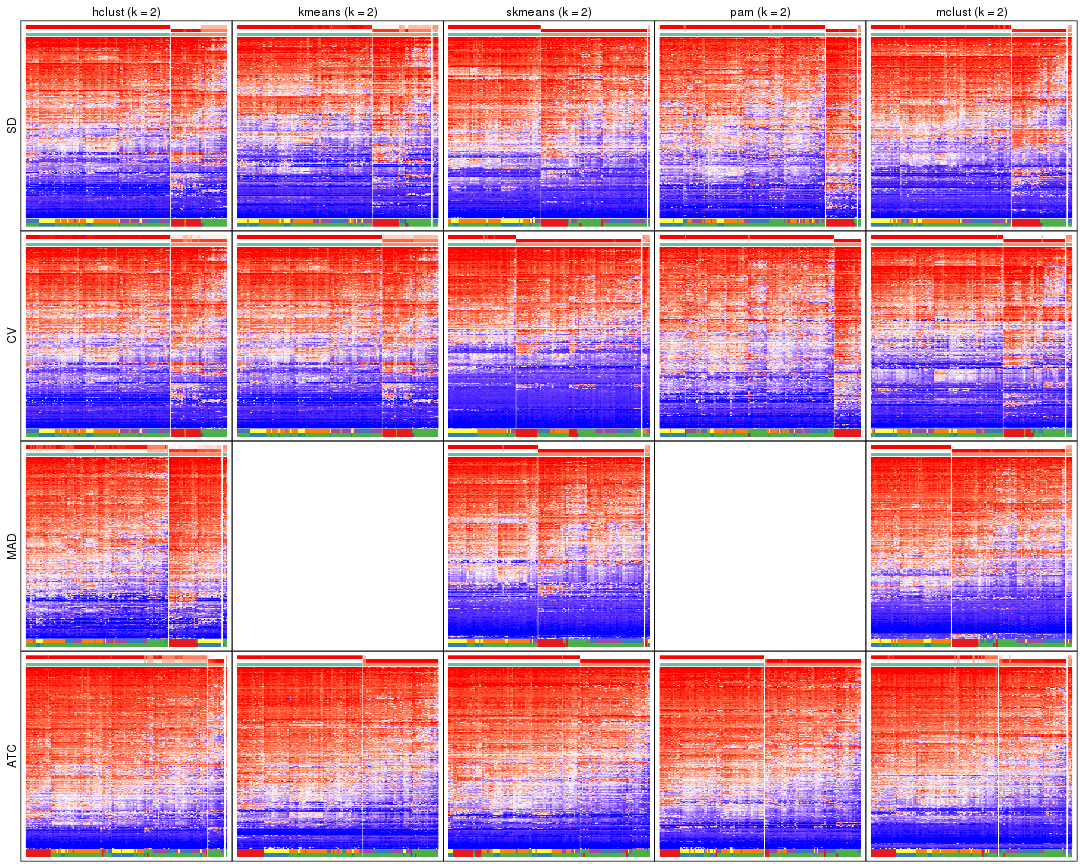 hclust (k = 2) kmeans (k = 2) skmeans (k = 2) pam (k = 2) mclust (k = 2)
SD
CV
MAD
ATC